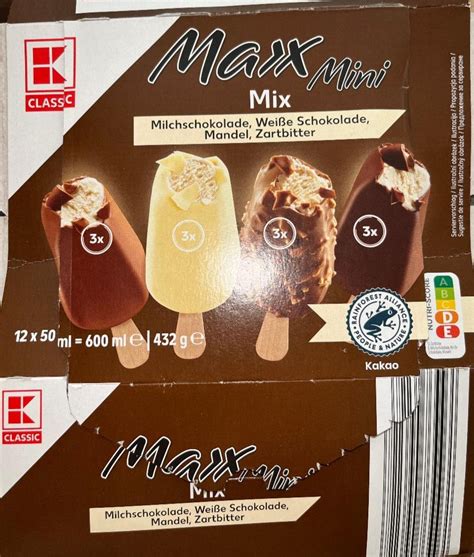 K
CLASSIC
Maxx Mini
Mix
Milchschokolade, Weiße Schokolade,
Mandel, Zartbitter
3x
3x
3x
3x
12 x 50 ml = 600 ml e | 432 g e
RAINFOREST ALLIANCE
PEOPLE & NATURE
Kakao
NUTRI-SCORE
A
B
C
D
E
K
CLASSIC
Maxx Mini
Mix
Milchschokolade, Weiße Schokolade,
Mandel, Zartbitter